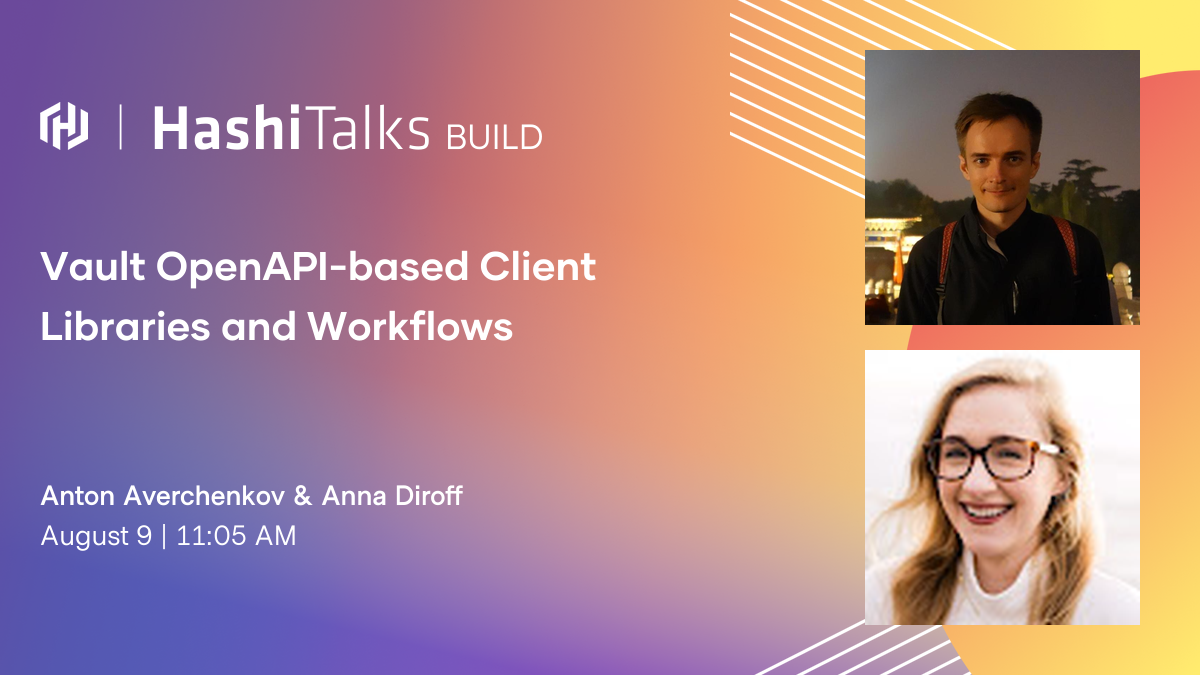 HashiTalks BUILD
Vault OpenAPI-based Client
Libraries and Workflows
Anton Averchenkov & Anna Diroff
August 9 | 11:05 AM